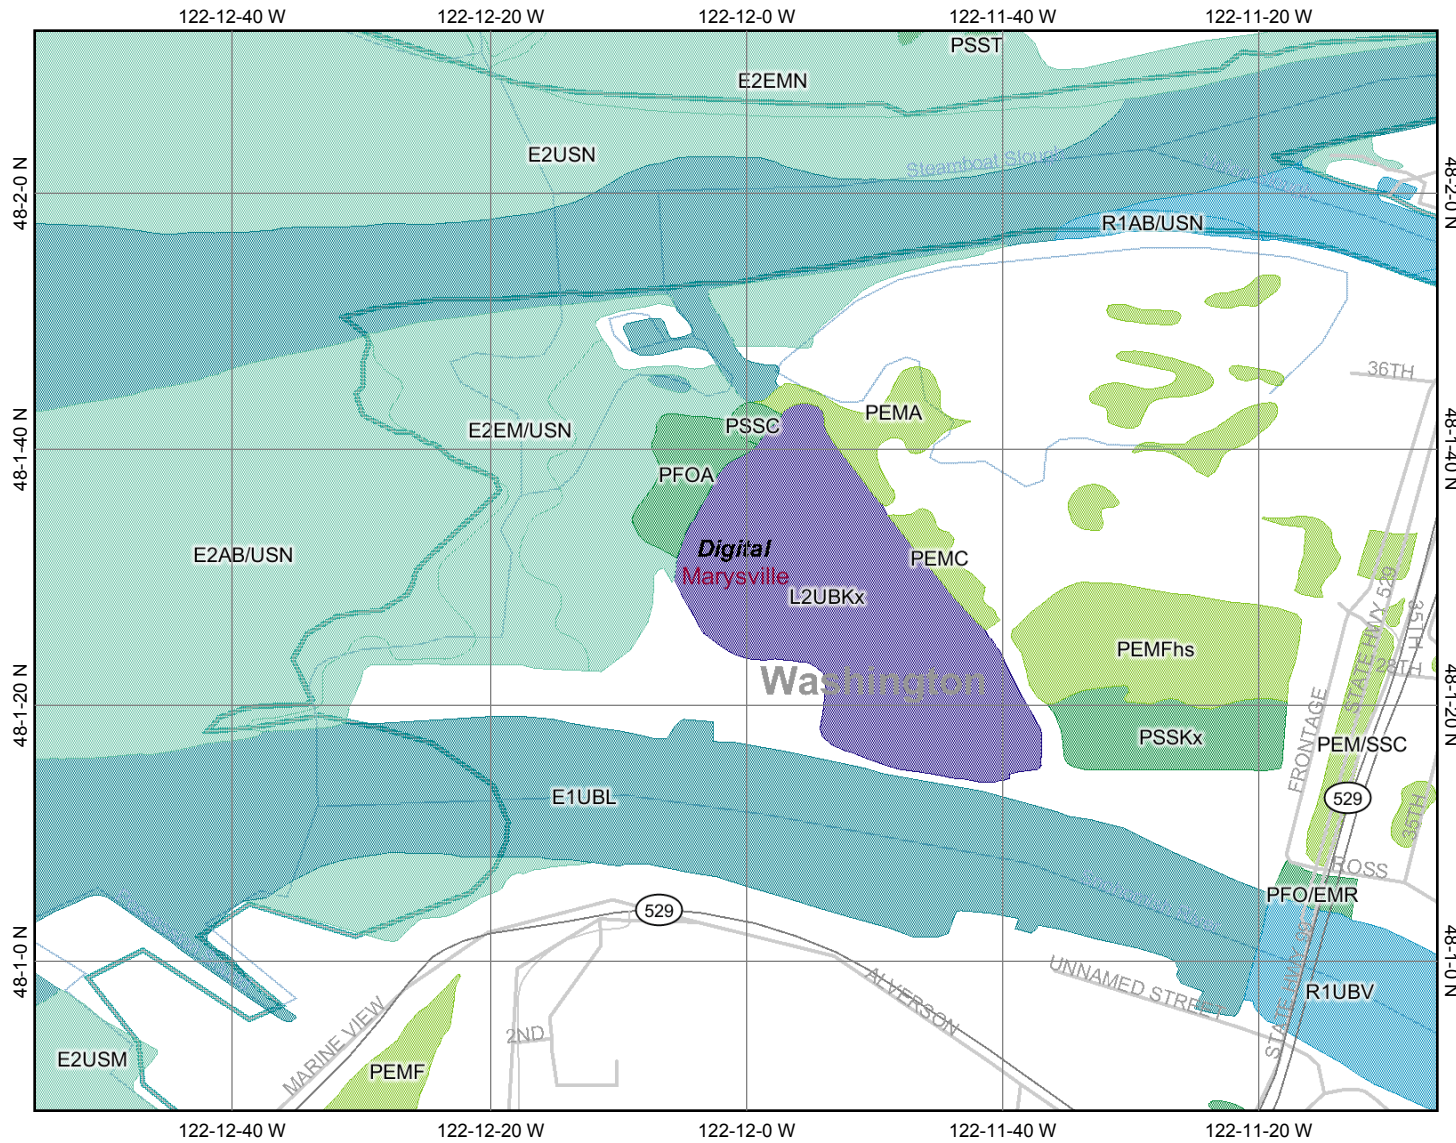 122-12-40 W 122-12-20 W 122-12-0 W 122-11-40 W 122-11-20 W
PSST
E2EMN
E2USN
Steamboat Slough
48-2-0 N
48-2-0 N
R1AB/USN
36TH
PEMA
PSSC
E2EM/USN
48-1-40 N
48-1-40 N
PFOA
Digital
E2AB/USN
PEMC
Marysville
L2UBKx
STATE HWY 529
35TH
PEMFhs
28TH
Washington
48-1-20 N
48-1-20 N
FRONTAGE
PSSKx
PEM/SSC
E1UBL
529
35TH
ROSS
PFO/EMR
529
48-1-0 N
48-1-0 N
UNNAMED STREET
ALVERSON
R1UBV
MARINE VIEW
2ND
E2USM
PEMF
122-12-40 W 122-12-20 W 122-12-0 W 122-11-40 W 122-11-20 W